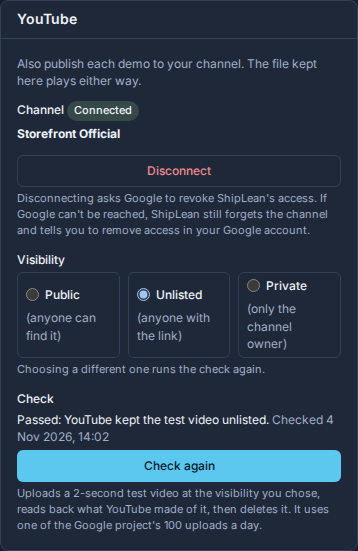 YouTube
Also publish each demo to your channel. The file kept
here plays either way.
Channel Connected
Storefront Official
Disconnect
Disconnecting asks Google to revoke ShipLean's access. If
Google can't be reached, ShipLean still forgets the channel
and tells you to remove access in your Google account.
Visibility
Public
(anyone can
find it)
Unlisted
(anyone with
the link)
Private
(only the
channel
owner)
Choosing a different one runs the check again.
Check
Passed: YouTube kept the test video unlisted. Checked 4
Nov 2026, 14:02
Check again
Uploads a 2-second test video at the visibility you chose,
reads back what YouTube made of it, then deletes it. It uses
one of the Google project's 100 uploads a day.